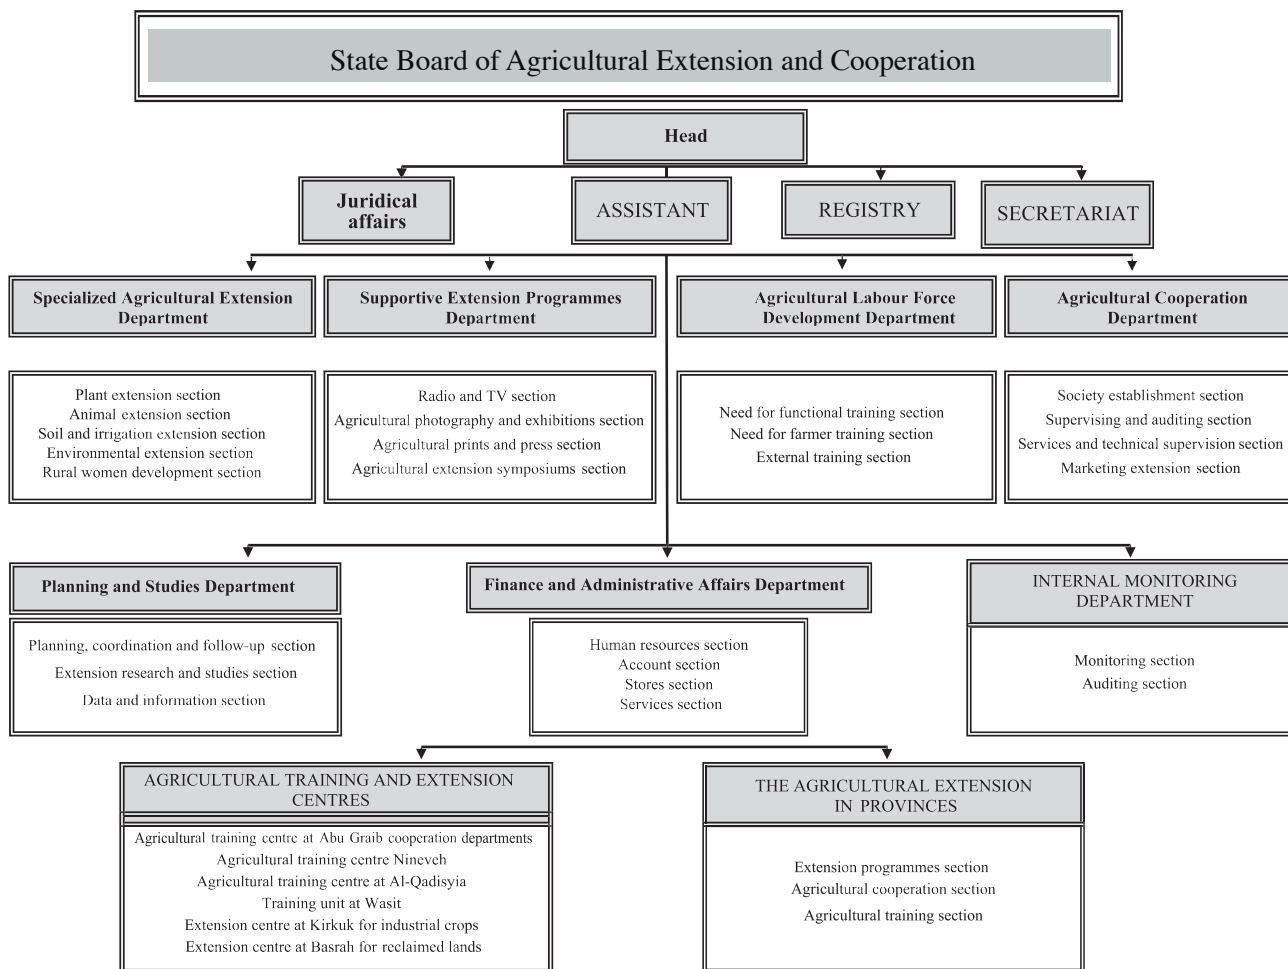 State Board of Agricultural Extension and Cooperation
Head
Juridical
affairs
ASSISTANT
REGISTRY
SECRETARIAT
Specialized Agricultural Extension
Department
Supportive Extension Programmes
Department
Agricultural Labour Force
Development Department
Agricultural Cooperation
Department
Plant extension section
Animal extension section
Soil and irrigation extension section
Environmental extension section
Rural women development section
Radio and TV section
Agricultural photography and exhibitions section
Agricultural prints and press section
Agricultural extension symposiums section
Need for functional training section
Need for farmer training section
External training section
Society establishment section
Supervising and auditing section
Services and technical supervision section
Marketing extension section
Planning and Studies Department
Planning, coordination and follow-up section
Extension research and studies section
Data and information section
Finance and Administrative Affairs Department
Human resources section
Account section
Stores section
Services section
INTERNAL MONITORING
DEPARTMENT
Monitoring section
Auditing section
AGRICULTURAL TRAINING AND EXTENSION
CENTRES
Agricultural training centre at Abu Graib cooperation departments
Agricultural training centre Nineveh
Agricultural training centre at Al-Qadisyia
Training unit at Wasit
Extension centre at Kirkuk for industrial crops
Extension centre at Basrah for reclaimed lands
THE AGRICULTURAL EXTENSION
IN PROVINCES
Extension programmes section
Agricultural cooperation section
Agricultural training section